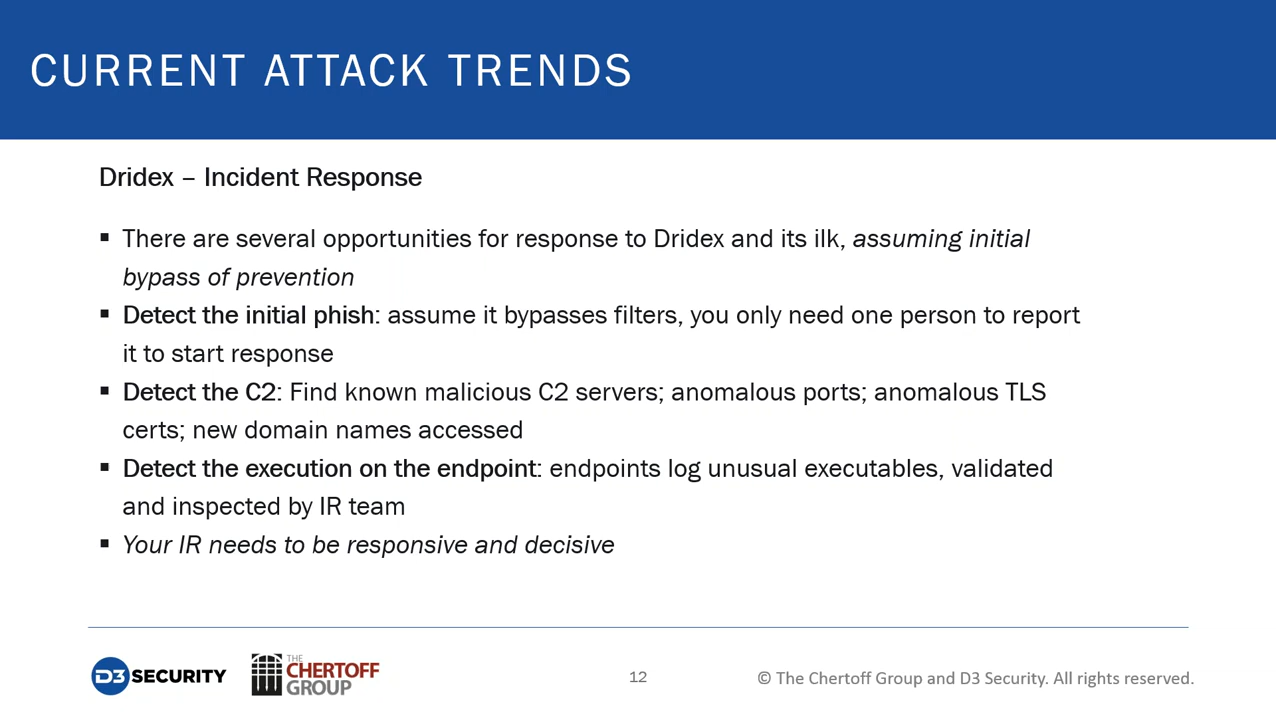 CURRENT ATTACK TRENDS
Dridex – Incident Response
▪ There are several opportunities for response to Dridex and its ilk, assuming initial
bypass of prevention
▪ Detect the initial phish: assume it bypasses filters, you only need one person to report
it to start response
▪ Detect the C2: Find known malicious C2 servers; anomalous ports; anomalous TLS
certs; new domain names accessed
▪ Detect the execution on the endpoint: endpoints log unusual executables, validated
and inspected by IR team
▪ Your IR needs to be responsive and decisive
D3 SECURITY
THE
CHERTOFF
GROUP
12
© The Chertoff Group and D3 Security. All rights reserved.